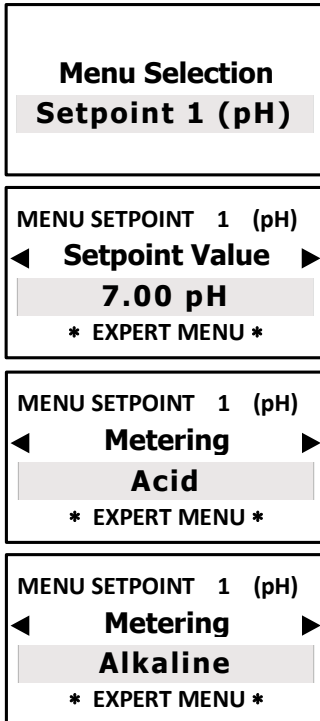 Menu Selection
Setpoint 1 (pH)
MENU SETPOINT 1 (pH)
◀ Setpoint Value ▶
7.00 pH
* EXPERT MENU *
MENU SETPOINT 1 (pH)
◀ Metering ▶
Acid
* EXPERT MENU *
MENU SETPOINT 1 (pH)
◀ Metering ▶
Alkaline
* EXPERT MENU *